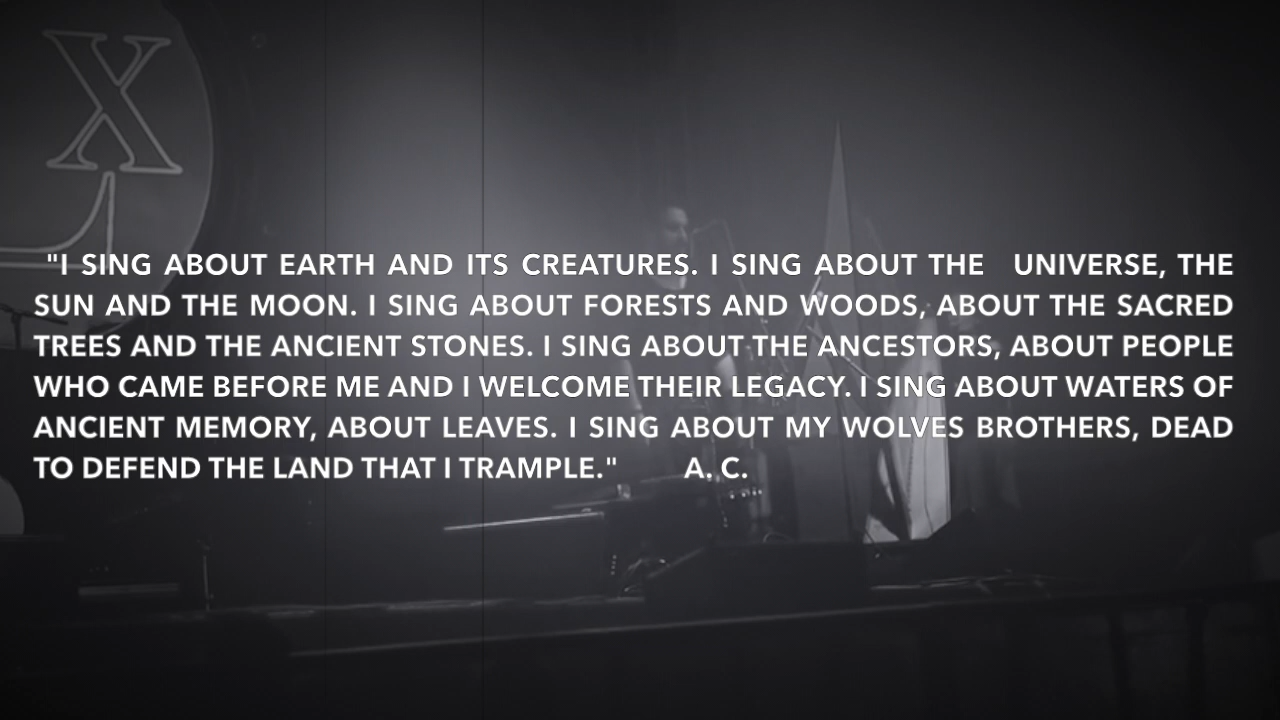 X
"I SING ABOUT EARTH AND ITS CREATURES. I SING ABOUT THE UNIVERSE, THE
SUN AND THE MOON. I SING ABOUT FORESTS AND WOODS, ABOUT THE SACRED
TREES AND THE ANCIENT STONES. I SING ABOUT THE ANCESTORS, ABOUT PEOPLE
WHO CAME BEFORE ME AND I WELCOME THEIR LEGACY. I SING ABOUT WATERS OF
ANCIENT MEMORY, ABOUT LEAVES. I SING ABOUT MY WOLVES BROTHERS, DEAD
TO DEFEND THE LAND THAT I TRAMPLE." A. C.